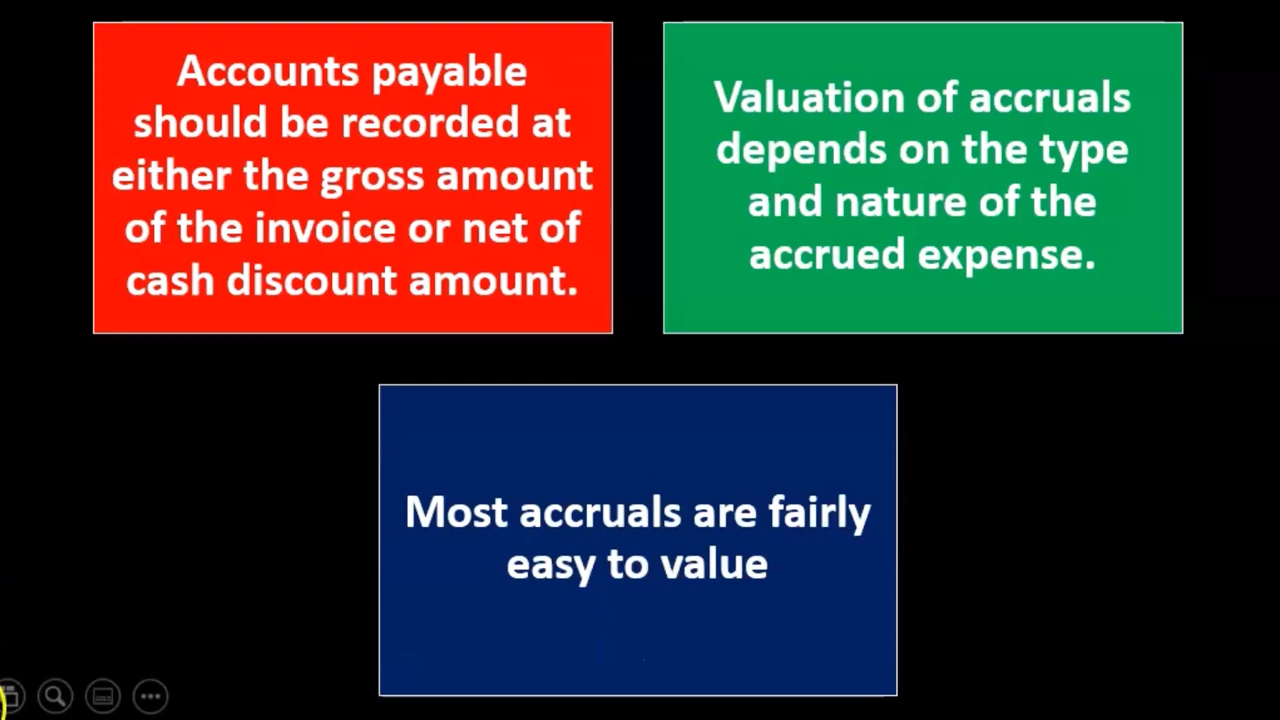 Accounts payable
should be recorded at
either the gross amount
of the invoice or net of
cash discount amount.
Valuation of accruals
depends on the type
and nature of the
accrued expense.
Most accruals are fairly
easy to value